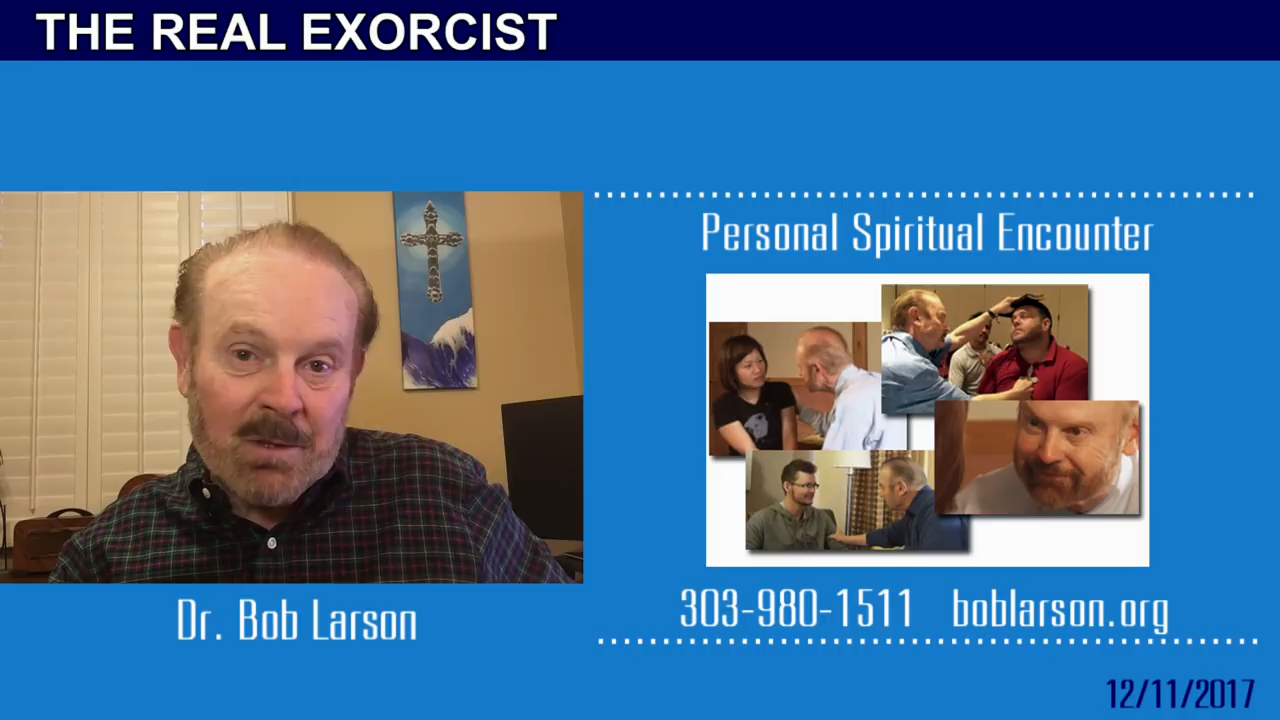 THE REAL EXORCIST
Personal Spiritual Encounter
Dr. Bob Larson
303-980-1511 boblarson.org
12/11/2017